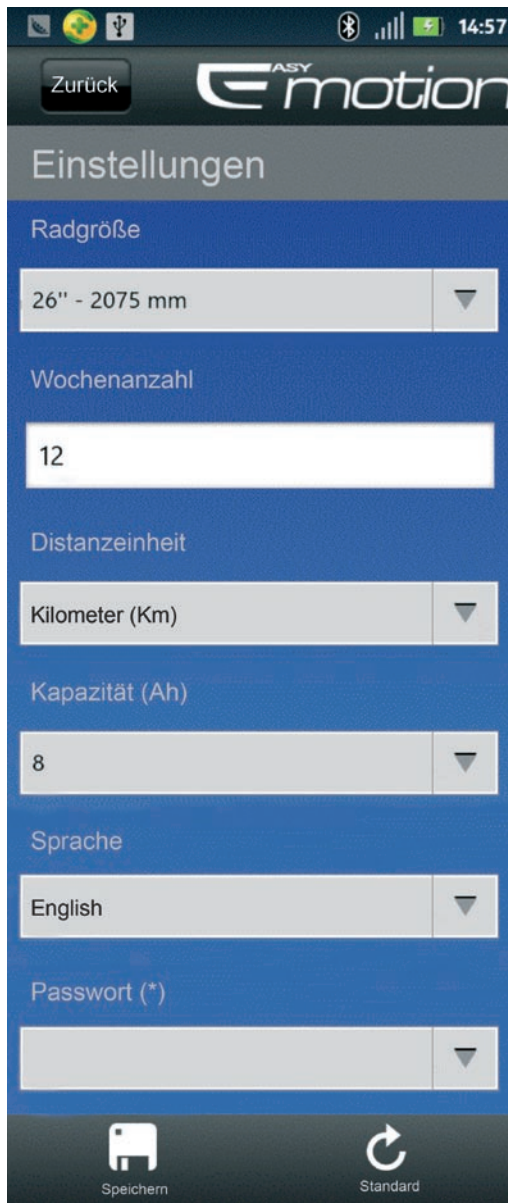 14:57
Zurück
EASY motion
Einstellungen
Radgröße
26'' - 2075 mm
Wochenanzahl
12
Distanzeinheit
Kilometer (Km)
Kapazität (Ah)
8
Sprache
English
Passwort (*)
Speichern Standard